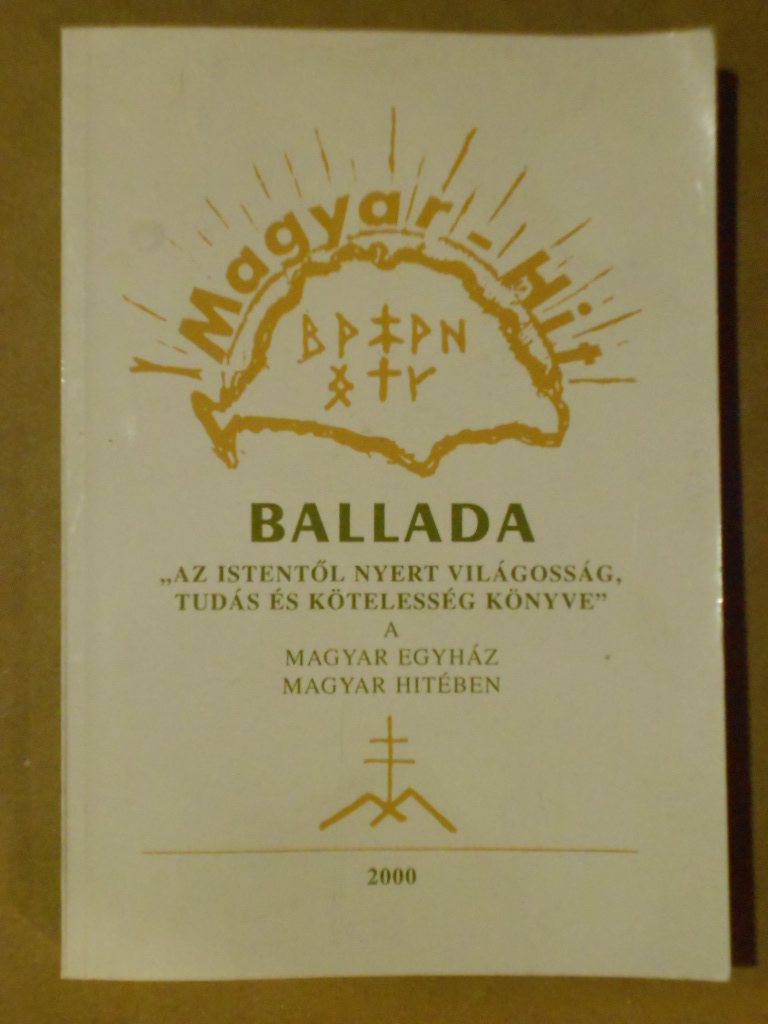 Magyar-Hit
BALLADA
„AZ ISTENTŐL NYERT VILÁGOSSÁG,
TUDÁS ÉS KÖTELESSÉG KÖNYVE”
A
MAGYAR EGYHÁZ
MAGYAR HITÉBEN
2000